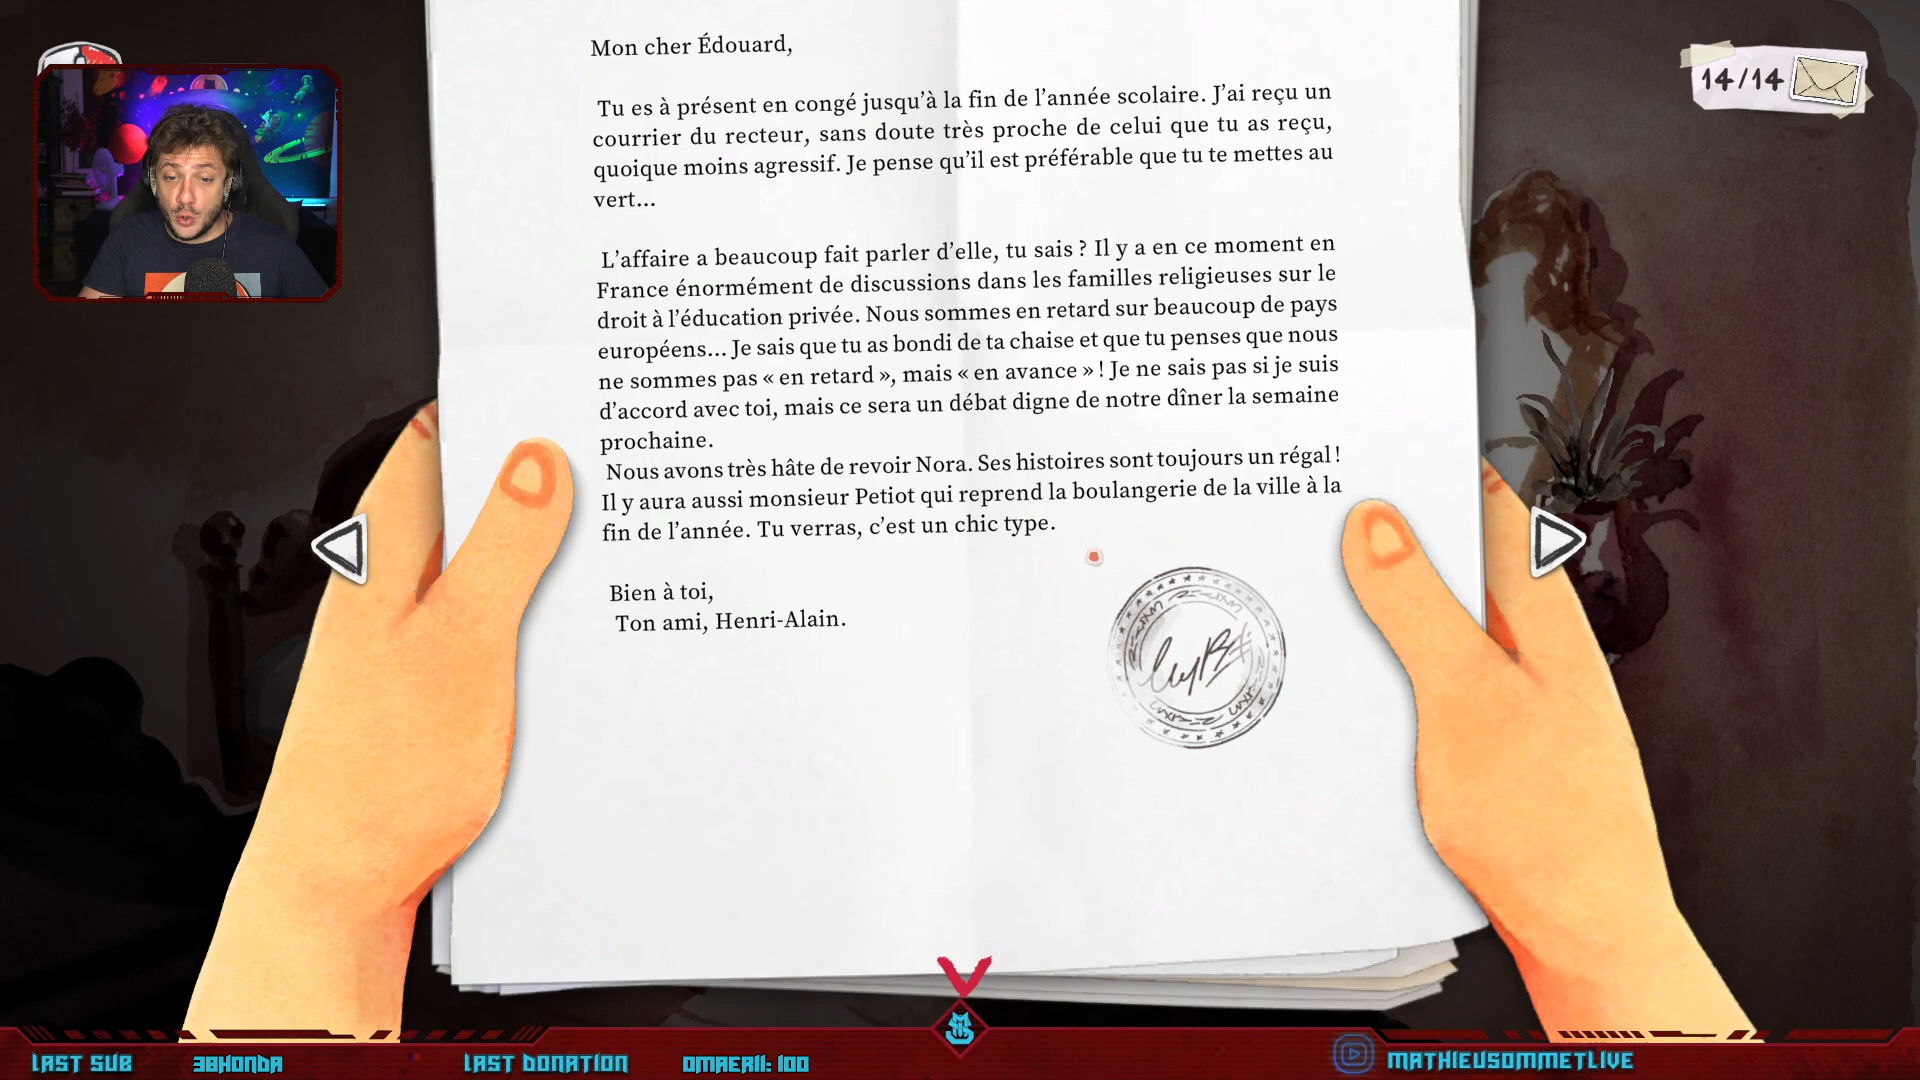 Mon cher Édouard,
14/14
Tu es à présent en congé jusqu'à la fin de l'année scolaire. J'ai reçu un
courrier du recteur, sans doute très proche de celui que tu as reçu,
quoique moins agressif. Je pense qu'il est préférable que tu te mettes au
vert...
L'affaire a beaucoup fait parler d'elle, tu sais ? Il y a en ce moment en
France énormément de discussions dans les familles religieuses sur le
droit à l'éducation privée. Nous sommes en retard sur beaucoup de pays
européens... Je sais que tu as bondi de ta chaise et que tu penses que nous
ne sommes pas « en retard », mais « en avance » ! Je ne sais pas si je suis
d'accord avec toi, mais ce sera un débat digne de notre dîner la semaine
prochaine.
Nous avons très hâte de revoir Nora. Ses histoires sont toujours un régal !
Il y aura aussi monsieur Petiot qui reprend la boulangerie de la ville à la
fin de l'année. Tu verras, c'est un chic type.
Bien à toi,
Ton ami, Henri-Alain.
LAST SUB
38HONDA
LAST DONATION
OMAERII: 100
MATHIEUSOMMETLIVE